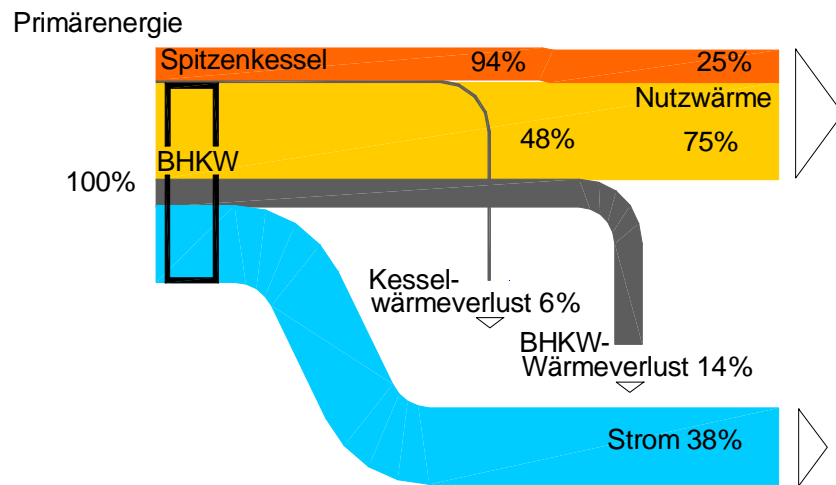 Primärenergie
Spitzenkessel 94% 25%
Nutzwärme
48% 75%
BHKW
100%
Kessel-
wärmeverlust 6%
BHKW-
Wärmeverlust 14%
Strom 38%